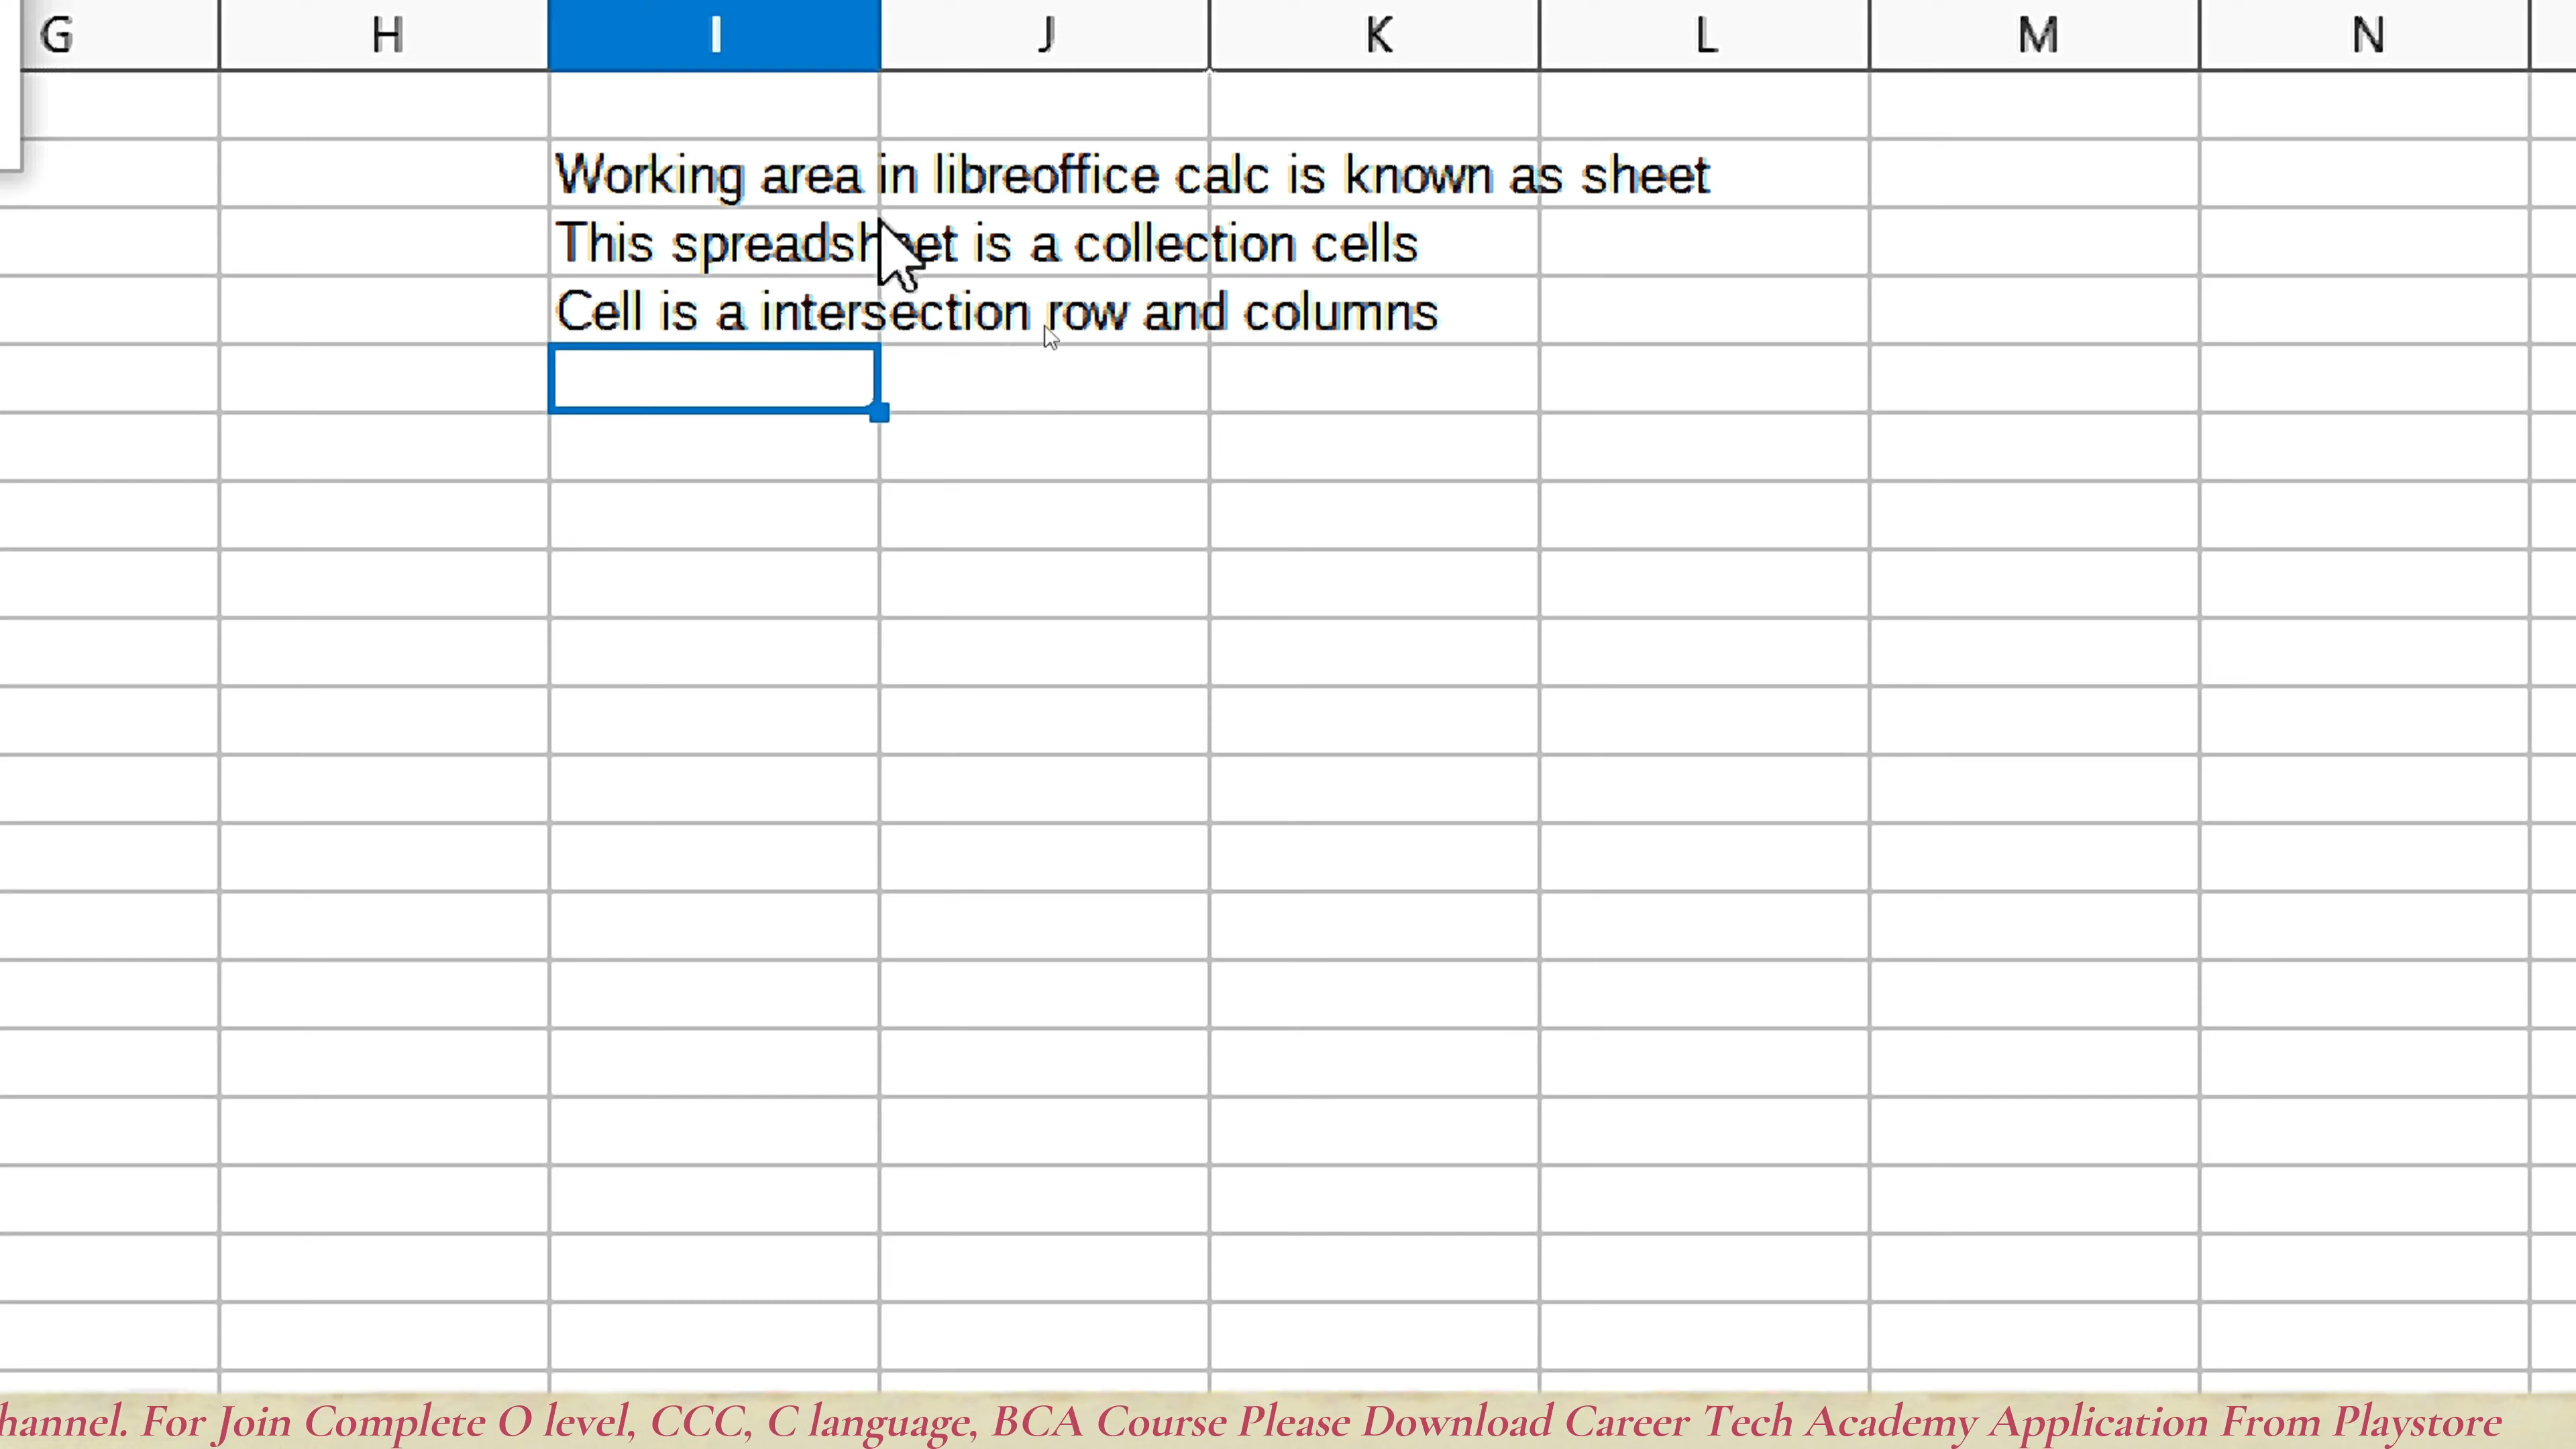 G H I J K L M N
Working area in libreoffice calc is known as sheet
This spreadsheet is a collection cells
Cell is a intersection row and columns
hannel. For Join Complete O level, CCC, C language, BCA Course Please Download Career Tech Academy Application From Playstore